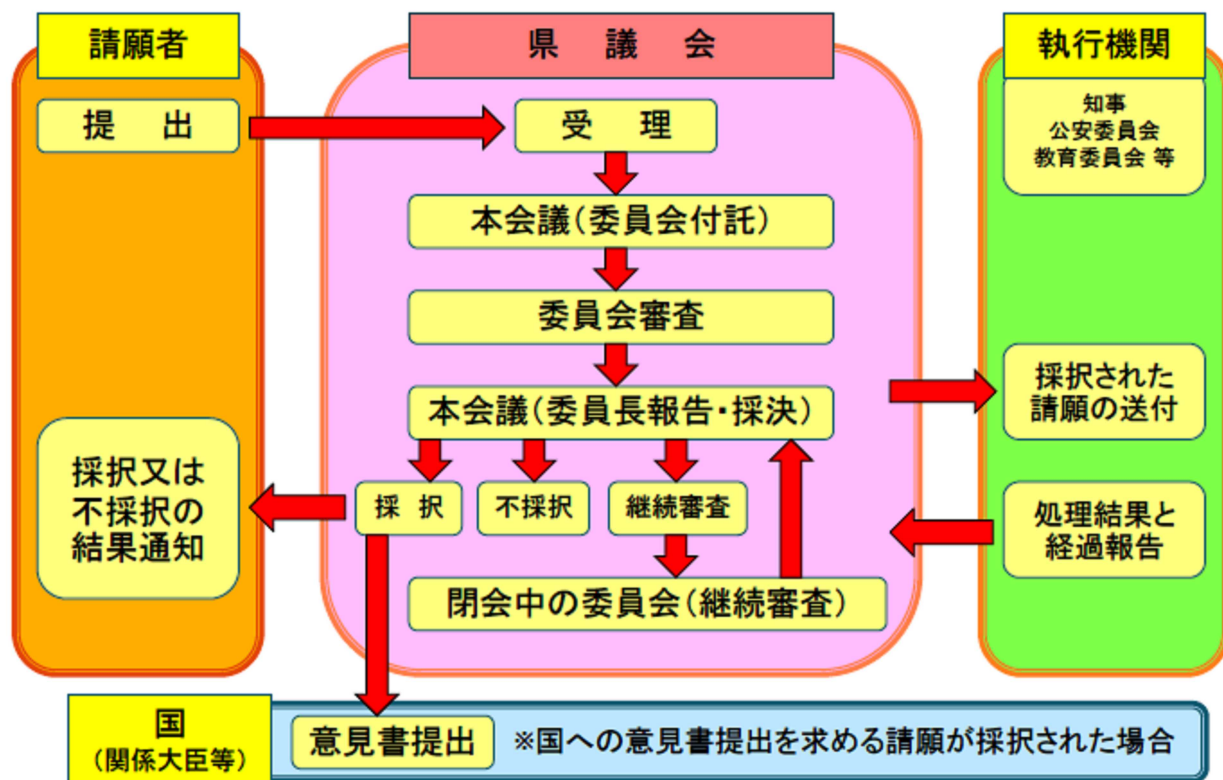 請願者
提 出
採択又は
不採択の
結果通知
県 議 会
受 理
本会議(委員会付託)
委員会審査
本会議(委員長報告・採決)
採 択
不採択
継続審査
閉会中の委員会(継続審査)
執行機関
知事
公安委員会
教育委員会 等
採択された
請願の送付
処理結果と
経過報告
国
(関係大臣等)
意見書提出
※国への意見書提出を求める請願が採択された場合